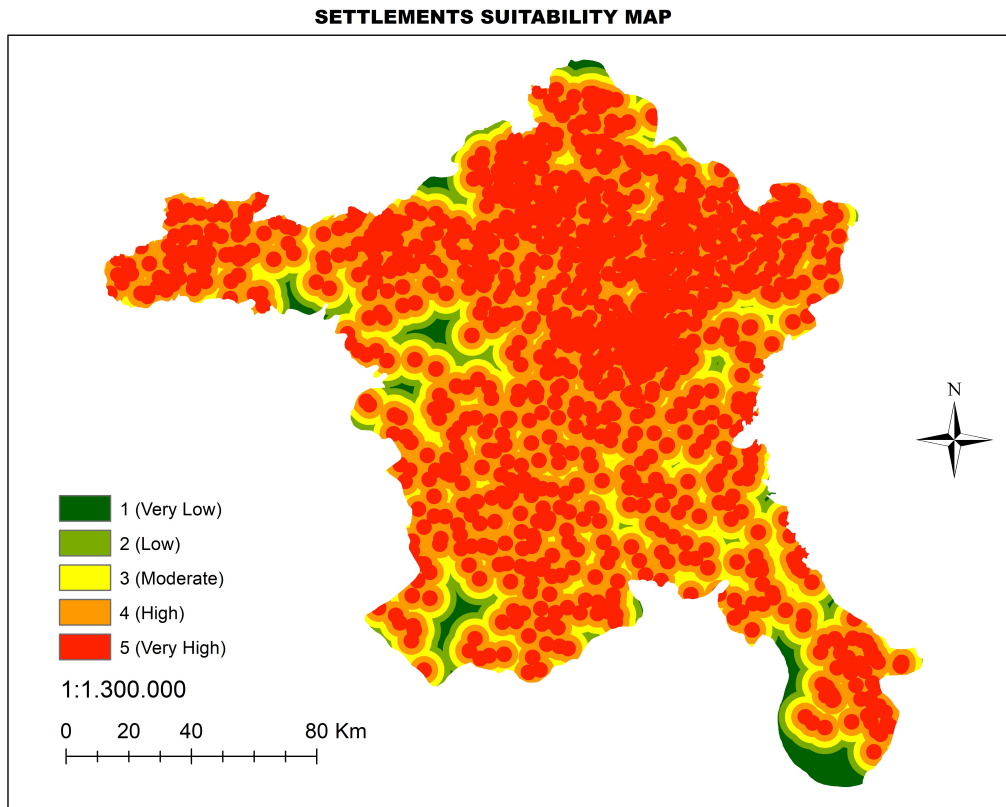 SETTLEMENTS SUITABILITY MAP
N
1 (Very Low)
2 (Low)
3 (Moderate)
4 (High)
5 (Very High)
1:1.300.000
0 20 40 80 Km